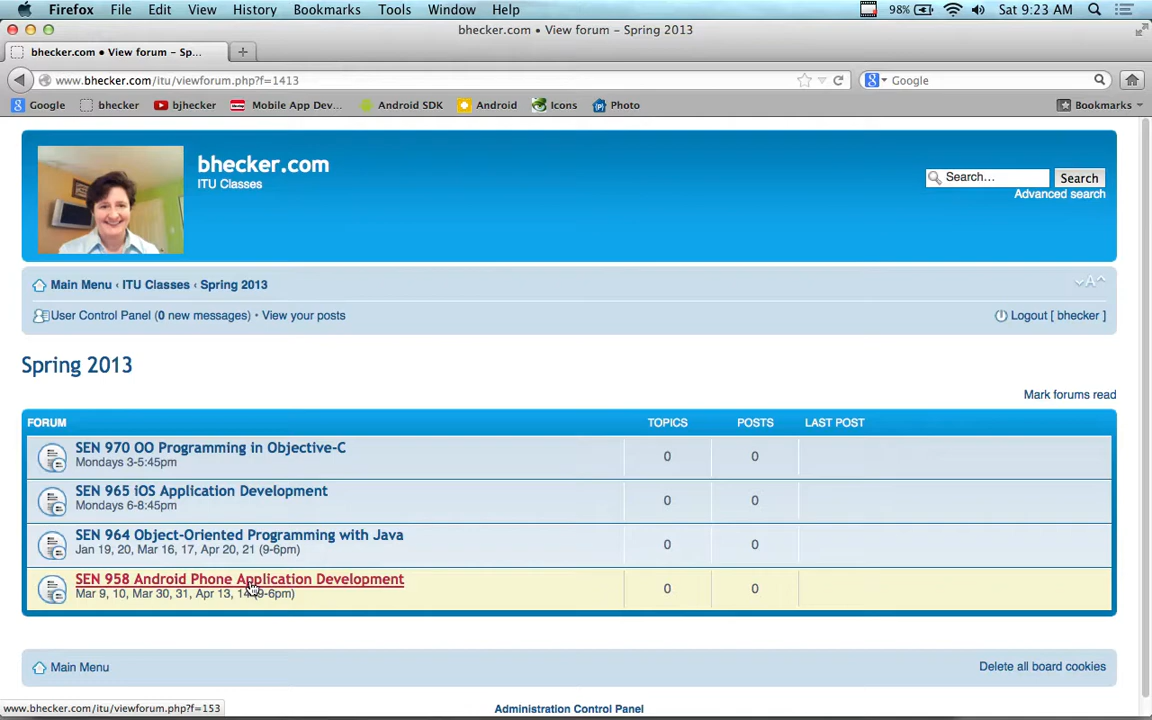 Firefox File Edit View History Bookmarks Tools Window Help 98% Sat 9:23 AM
bhecker.com • View forum – Spring 2013
bhecker.com • View forum – Sp... +
www.bhecker.com/itu/viewforum.php?f=1413 Google
Google bhecker bjhecker Mobile App Dev... Android SDK Android Icons Photo Bookmarks
bhecker.com
ITU Classes
Search... Search
Advanced search
Main Menu ‹ ITU Classes ‹ Spring 2013
User Control Panel (0 new messages) • View your posts Logout [ bhecker ]
Spring 2013
Mark forums read
FORUM TOPICS POSTS LAST POST
SEN 970 OO Programming in Objective-C
Mondays 3-5:45pm
0 0
SEN 965 iOS Application Development
Mondays 6-8:45pm
0 0
SEN 964 Object-Oriented Programming with Java
Jan 19, 20, Mar 16, 17, Apr 20, 21 (9-6pm)
0 0
SEN 958 Android Phone Application Development
Mar 9, 10, Mar 30, 31, Apr 13, 14 (9-6pm)
0 0
Main Menu Delete all board cookies
www.bhecker.com/itu/viewforum.php?f=153
Administration Control Panel